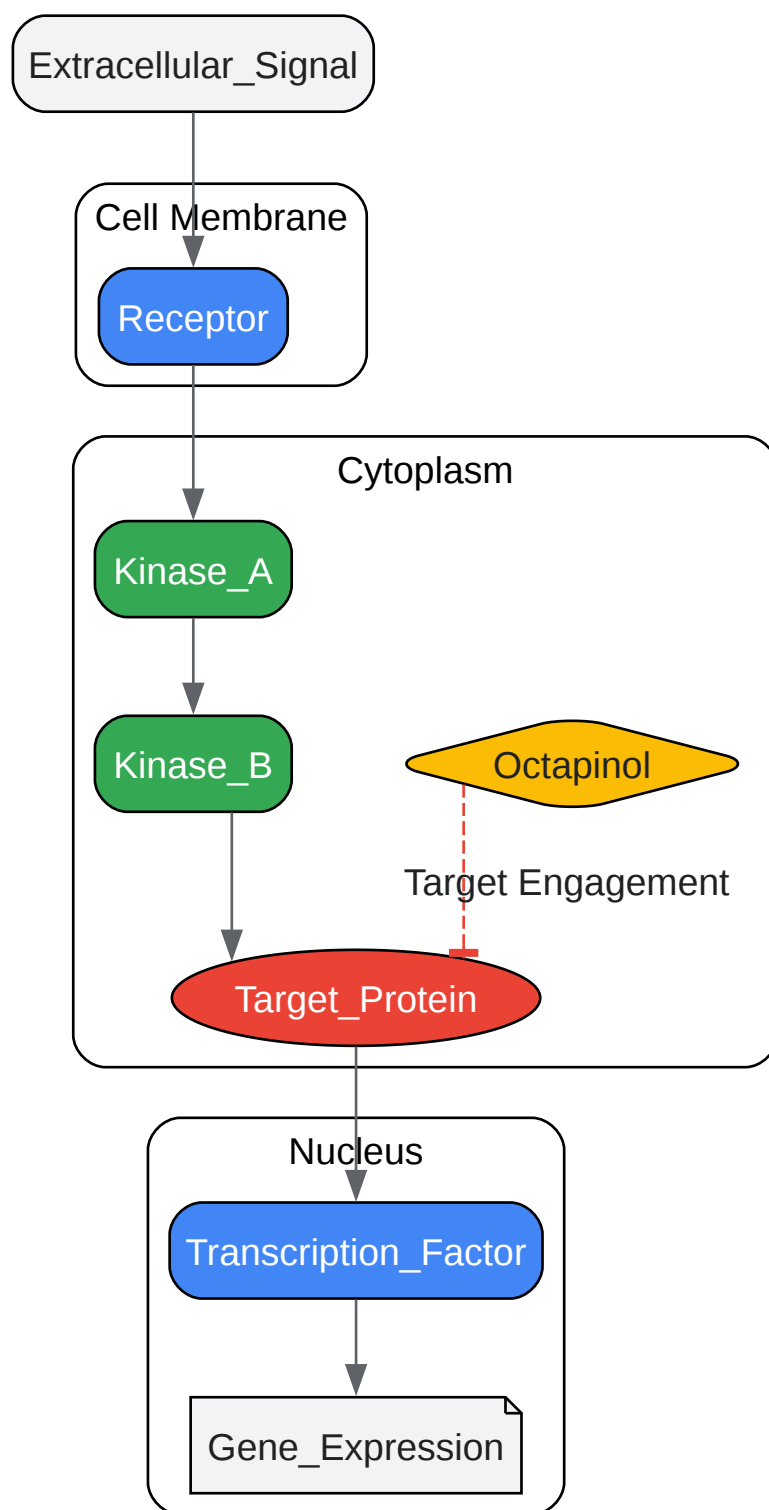 Extracellular_Signal
Cell Membrane
Receptor
Cytoplasm
Kinase_A
Kinase_B
Octapinol
Target Engagement
Target_Protein
Nucleus
Transcription_Factor
Gene_Expression